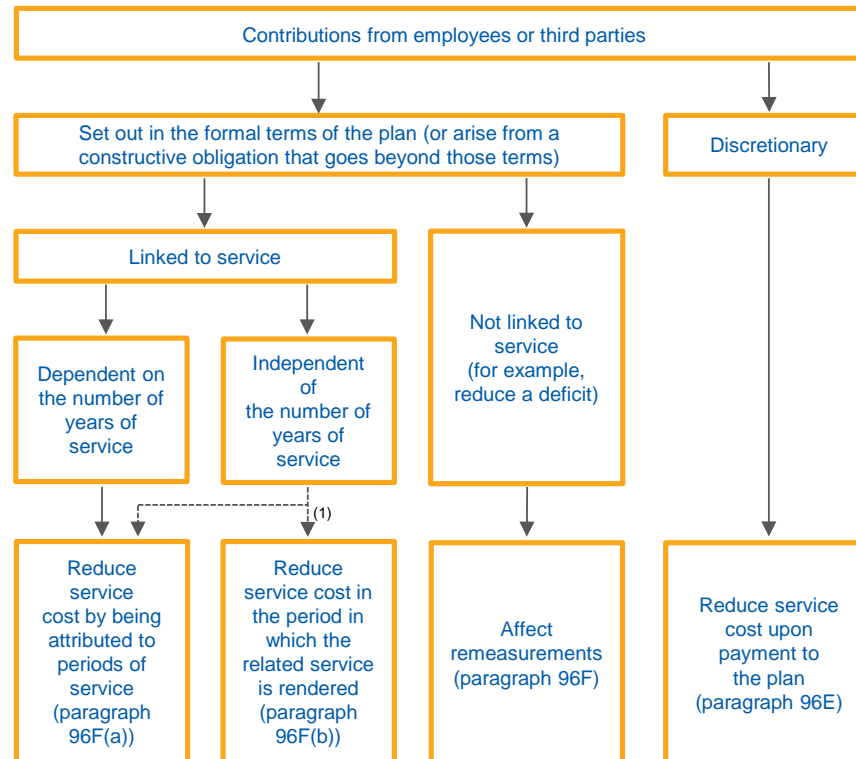 Contributions from employees or third parties
Set out in the formal terms of the plan (or arise from a
constructive obligation that goes beyond those terms)
Discretionary
Linked to service
Not linked to
service
(for example,
reduce a deficit)
Dependent on
the number of
years of
service
Independent
of
the number of
years of
service
(1)
Reduce
service
cost by being
attributed to
periods of
service
(paragraph
96F(a))
Reduce
service cost in
the period in
which the
related service
is rendered
(paragraph
96F(b))
Affect
remeasurements
(paragraph 96F)
Reduce service
cost upon
payment to
the plan
(paragraph 96E)